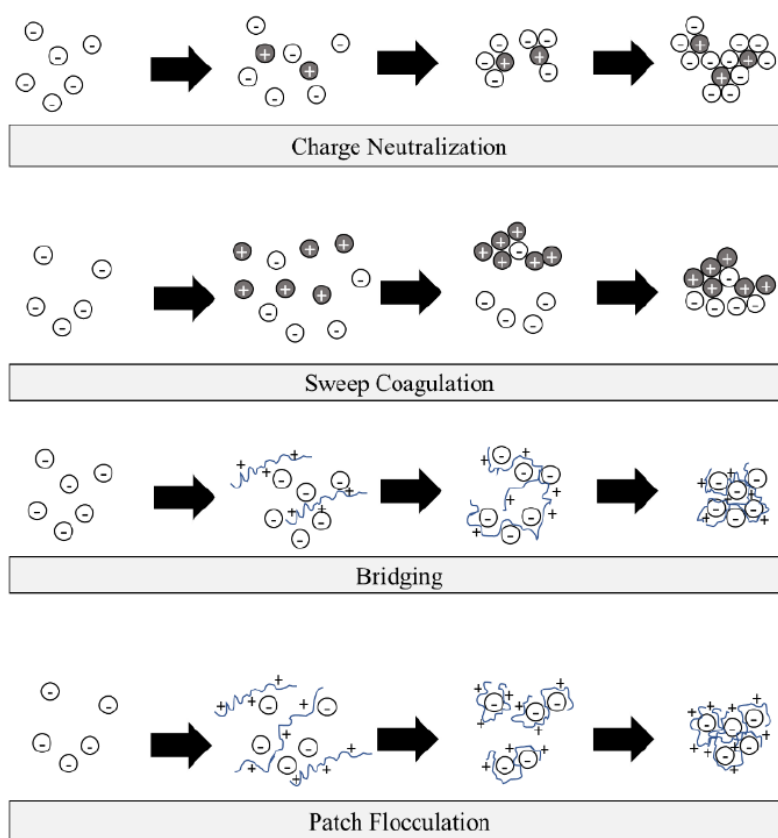 Charge Neutralization
Sweep Coagulation
Bridging
Patch Flocculation